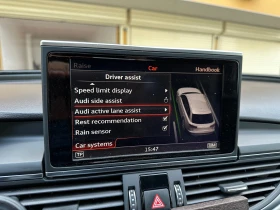 Raise
Car
Handbook
Driver assist
Speed limit display
Audi side assist
Audi active lane assist
Rest recommendation
Rain sensor
Car systems
TP
15:47